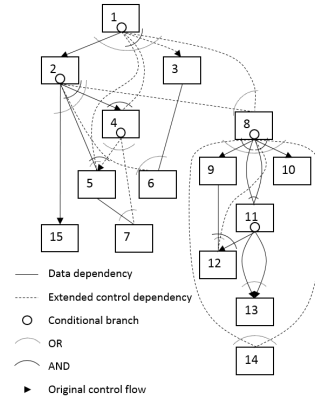 1
2
3
4
8
5
6
9
10
11
15
7
12
13
14
Data dependency
Extended control dependency
Conditional branch
OR
AND
Original control flow